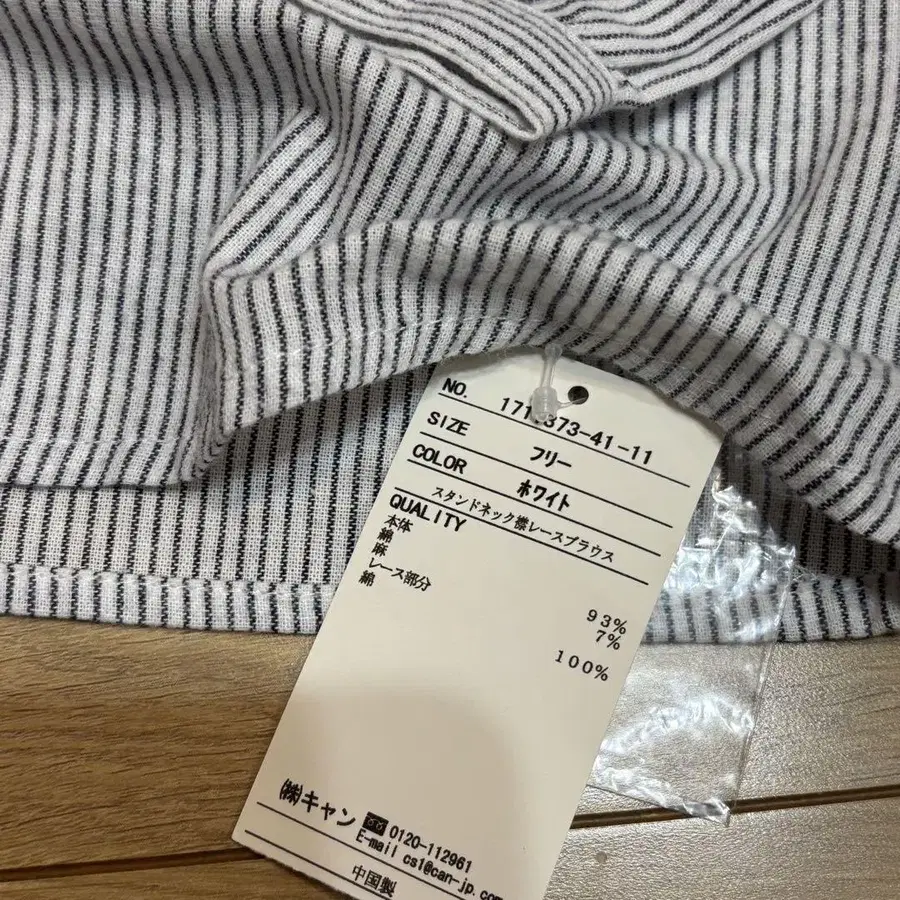 NO. 171.373-41-11
SIZE フリー
COLOR ホワイト
スタンドネック襟レースブラウス
QUALITY
本体
綿 93%
麻 7%
レース部分
綿 100%
㈱キャン 0120-112961
E-mail cs1@can-jp.com
中国製